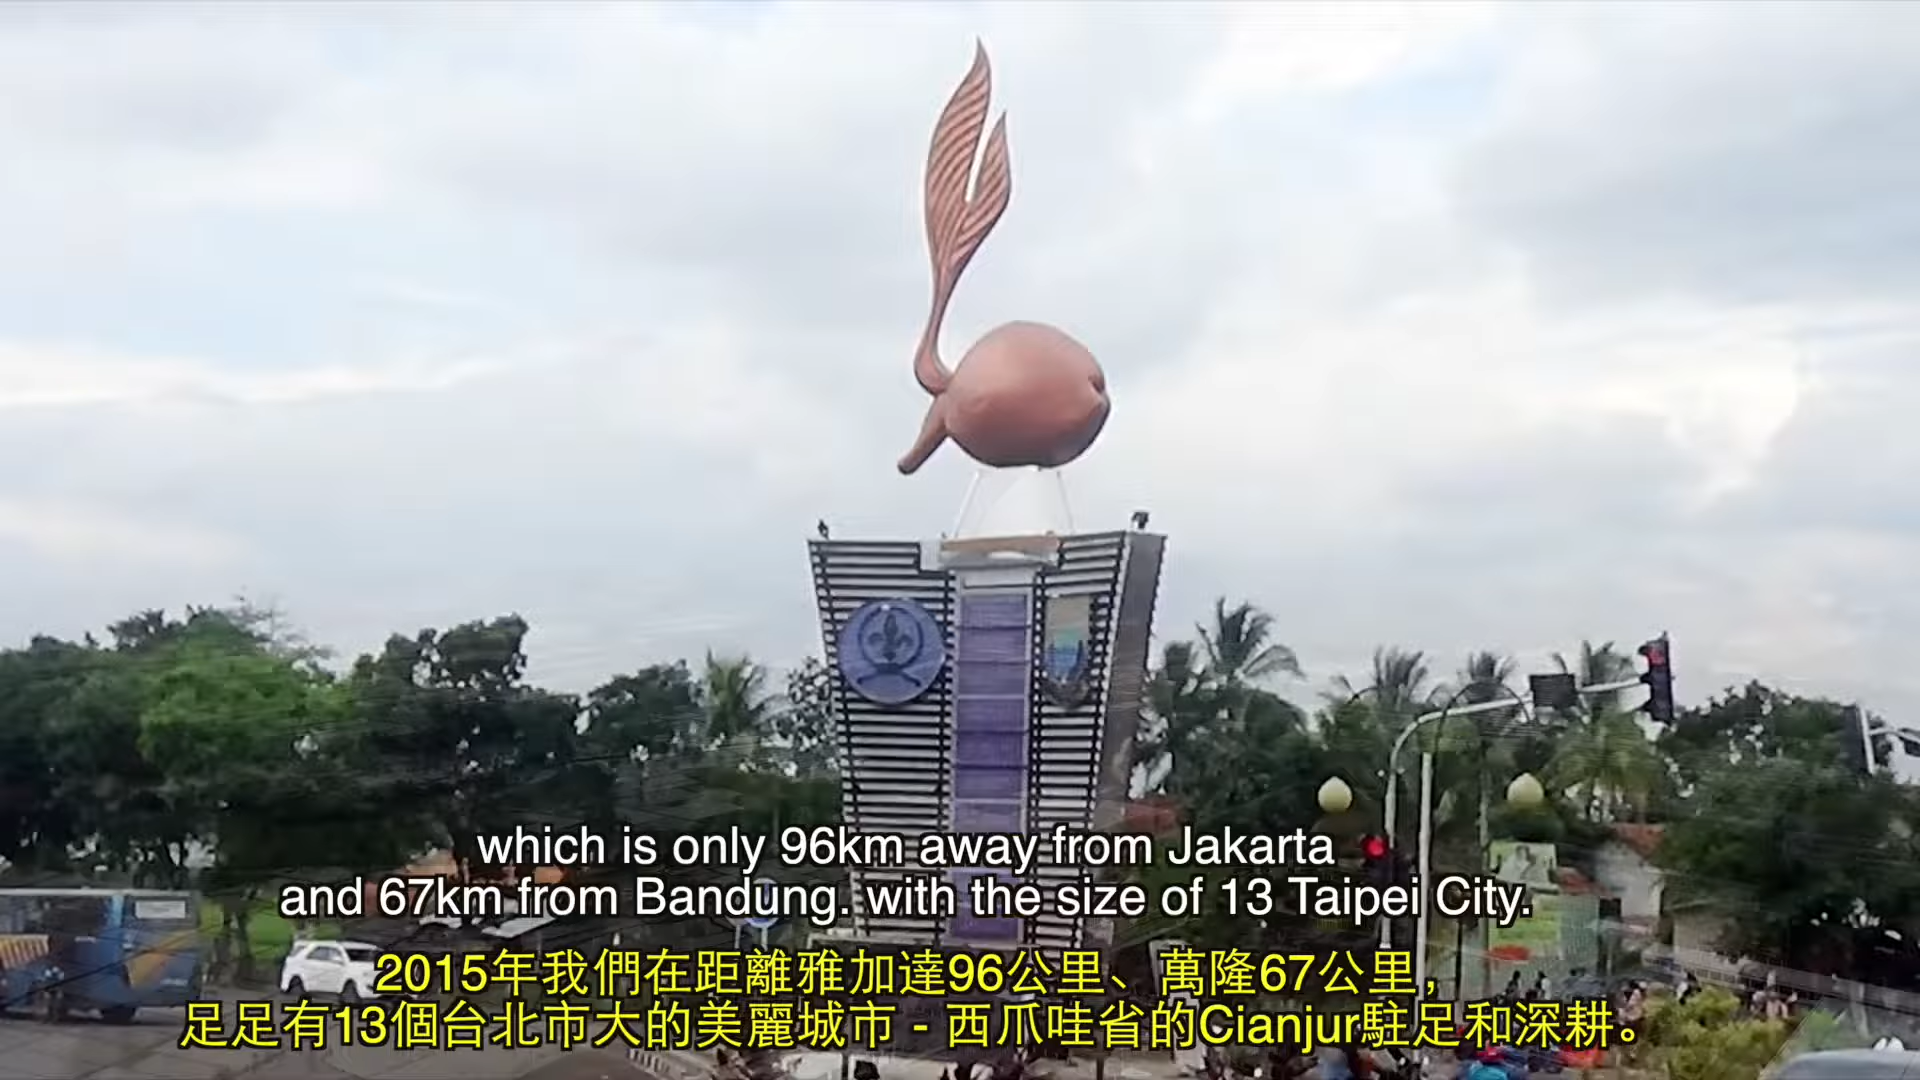 which is only 96km away from Jakarta
and 67km from Bandung. with the size of 13 Taipei City.
2015年我們在距離雅加達96公里、萬隆67公里，
足足有13個台北市大的美麗城市 - 西爪哇省的Cianjur駐足和深耕。